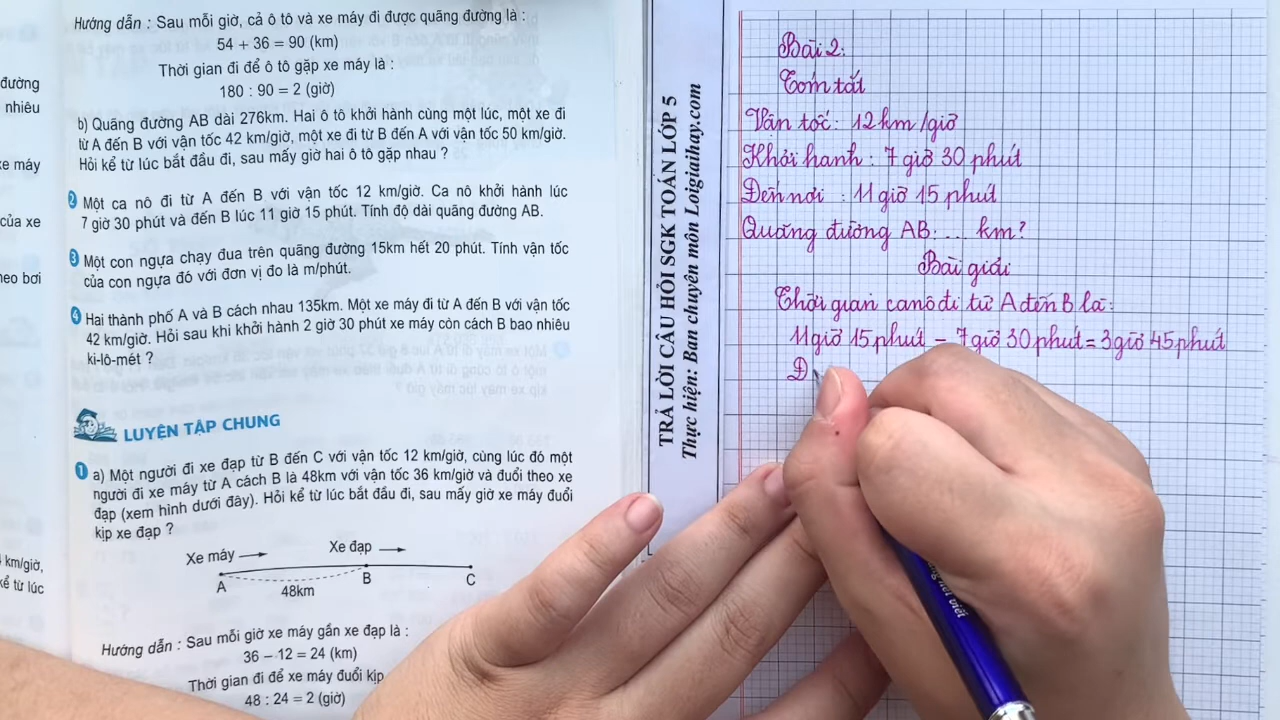 đường
nhiêu
xe máy
của xe
heo bơi
km/giờ,
kể từ lúc
Hướng dẫn : Sau mỗi giờ, cả ô tô và xe máy đi được quãng đường là :
54 + 36 = 90 (km)
Thời gian đi để ô tô gặp xe máy là :
180 : 90 = 2 (giờ)
b) Quãng đường AB dài 276km. Hai ô tô khởi hành cùng một lúc, một xe đi
từ A đến B với vận tốc 42 km/giờ, một xe đi từ B đến A với vận tốc 50 km/giờ.
Hỏi kể từ lúc bắt đầu đi, sau mấy giờ hai ô tô gặp nhau ?
2 Một ca nô đi từ A đến B với vận tốc 12 km/giờ. Ca nô khởi hành lúc
7 giờ 30 phút và đến B lúc 11 giờ 15 phút. Tính độ dài quãng đường AB.
3 Một con ngựa chạy đua trên quãng đường 15km hết 20 phút. Tính vận tốc
của con ngựa đó với đơn vị đo là m/phút.
4 Hai thành phố A và B cách nhau 135km. Một xe máy đi từ A đến B với vận tốc
42 km/giờ. Hỏi sau khi khởi hành 2 giờ 30 phút xe máy còn cách B bao nhiêu
ki-lô-mét ?
LUYỆN TẬP CHUNG
1 a) Một người đi xe đạp từ B đến C với vận tốc 12 km/giờ, cùng lúc đó một
người đi xe máy từ A cách B là 48km với vận tốc 36 km/giờ và đuổi theo xe
đạp (xem hình dưới đây). Hỏi kể từ lúc bắt đầu đi, sau mấy giờ xe máy đuổi
kịp xe đạp ?
Xe máy Xe đạp
A B C
48km
Hướng dẫn : Sau mỗi giờ xe máy gần xe đạp là :
36 – 12 = 24 (km)
Thời gian đi để xe máy đuổi kịp
48 : 24 = 2 (giờ)
TRẢ LỜI CÂU HỎI SGK TOÁN LỚP 5
Thực hiện: Ban chuyên môn Loigiaihay.com
Bài 2:
Tóm tắt
Vận tốc: 12km/giờ
Khởi hành : 7 giờ 30 phút
Đến nơi : 11 giờ 15 phút
Quãng đường AB: ... km?
Bài giải
Thời gian ca nô đi từ A đến B là:
11 giờ 15 phút – 7 giờ 30 phút = 3 giờ 45 phút
Đ